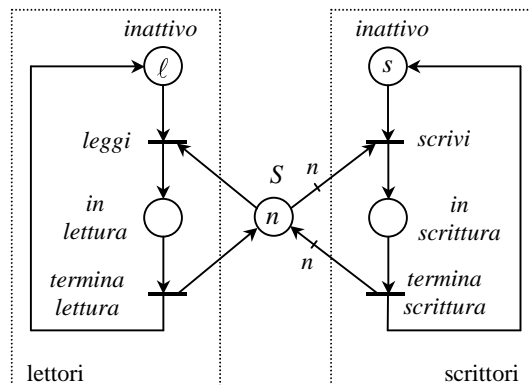 inattivo
ℓ
leggi
in
lettura
termina
lettura
lettori
S
n
n
n
inattivo
s
scrivi
in
scrittura
termina
scrittura
scrittori